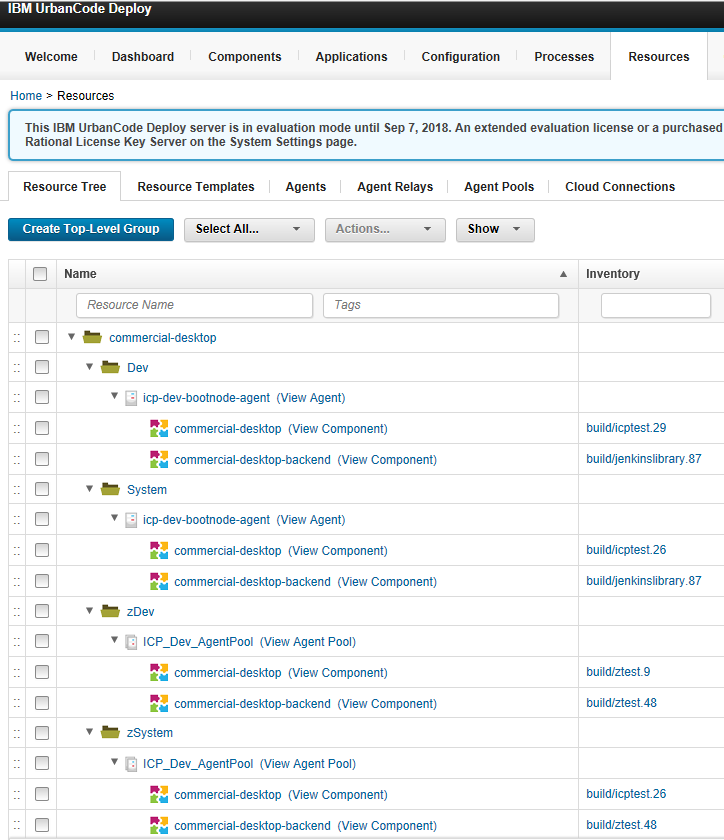 IBM UrbanCode Deploy
Welcome Dashboard Components Applications Configuration Processes Resources
Home > Resources
This IBM UrbanCode Deploy server is in evaluation mode until Sep 7, 2018. An extended evaluation license or a purchased
Rational License Key Server on the System Settings page.
Resource Tree Resource Templates Agents Agent Relays Agent Pools Cloud Connections
Create Top-Level Group Select All... Actions... Show
Name Inventory
Resource Name Tags
commercial-desktop
Dev
icp-dev-bootnode-agent (View Agent)
commercial-desktop (View Component) build/icptest.29
commercial-desktop-backend (View Component) build/jenkinslibrary.87
System
icp-dev-bootnode-agent (View Agent)
commercial-desktop (View Component) build/icptest.26
commercial-desktop-backend (View Component) build/jenkinslibrary.87
zDev
ICP_Dev_AgentPool (View Agent Pool)
commercial-desktop (View Component) build/ztest.9
commercial-desktop-backend (View Component) build/ztest.48
zSystem
ICP_Dev_AgentPool (View Agent Pool)
commercial-desktop (View Component) build/icptest.26
commercial-desktop-backend (View Component) build/ztest.48